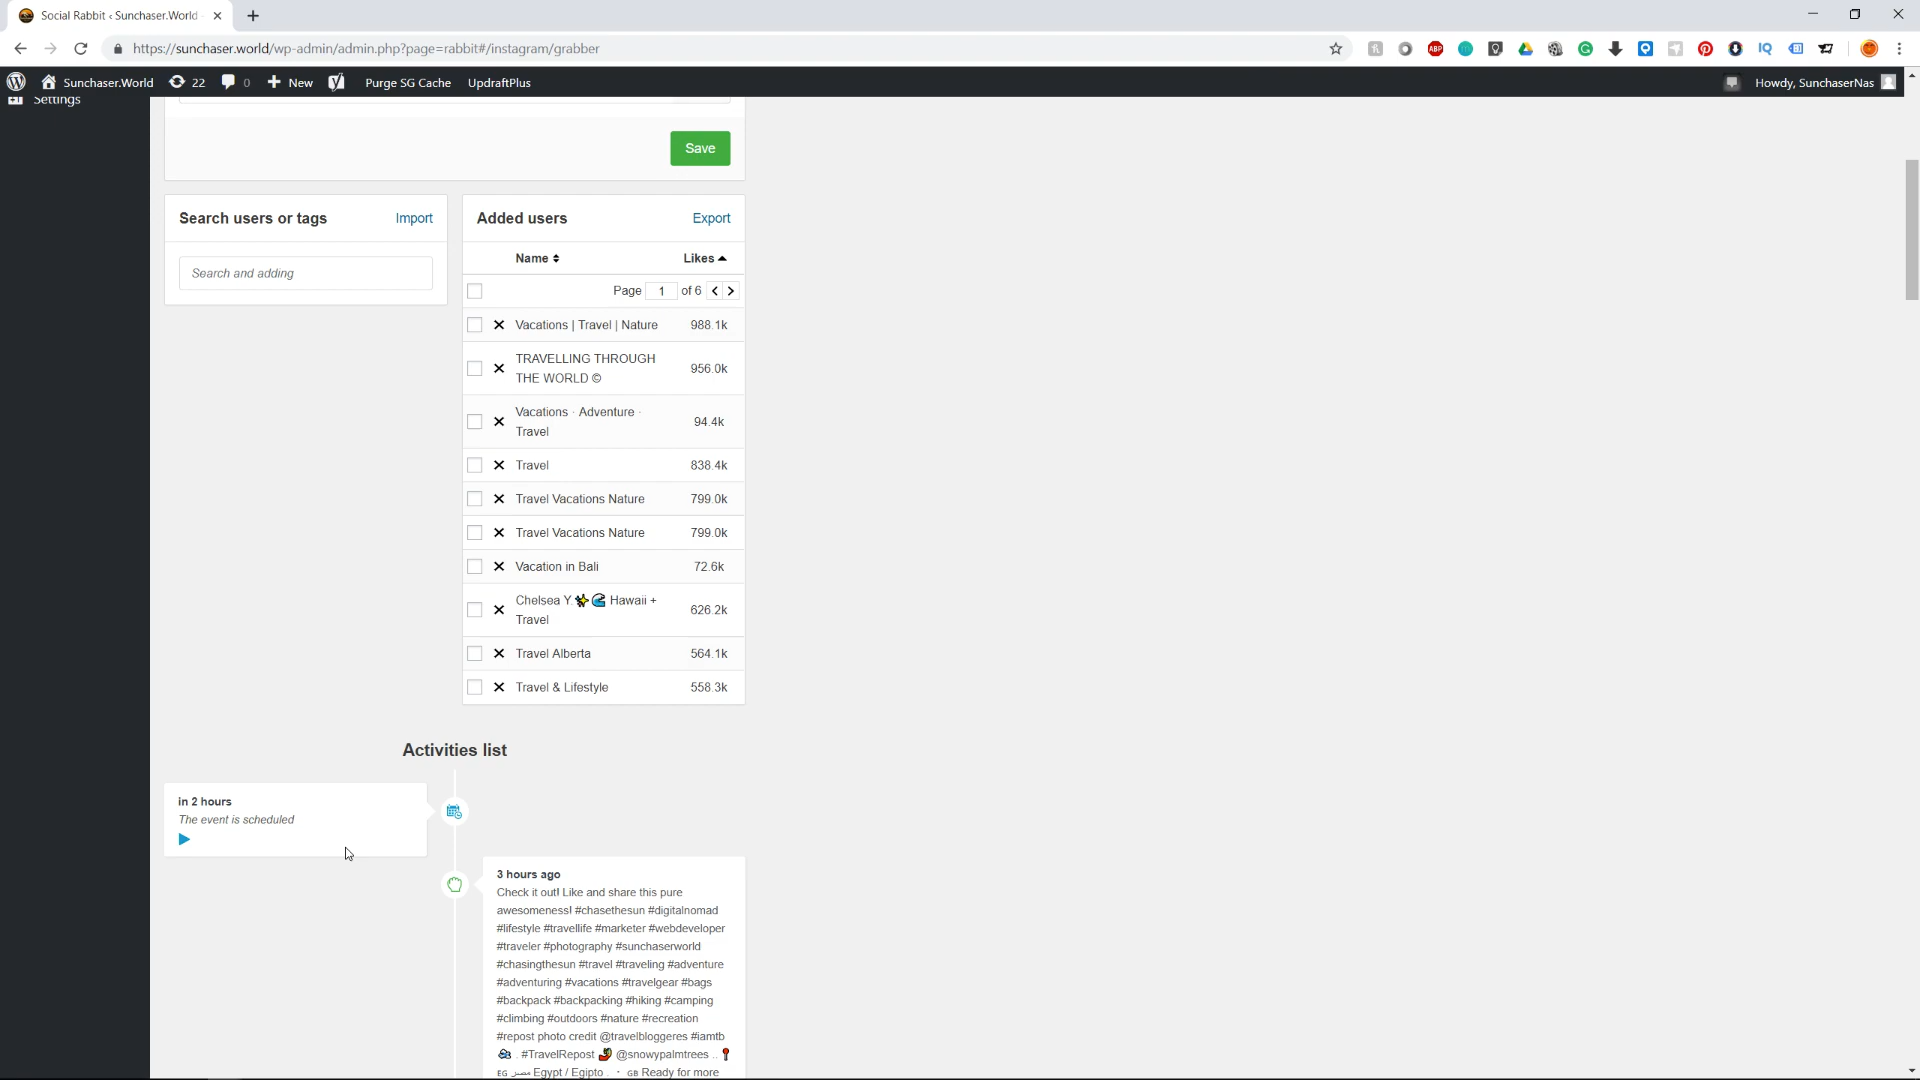 Social Rabbit ‹ Sunchaser.World
https://sunchaser.world/wp-admin/admin.php?page=rabbit#/instagram/grabber
Sunchaser.World 22 0 New Purge SG Cache UpdraftPlus Howdy, SunchaserNas
Settings
Save
Search users or tags Import
Search and adding
Added users Export
Name Likes
Page 1 of 6
Vacations | Travel | Nature 988.1k
TRAVELLING THROUGH
THE WORLD © 956.0k
Vacations · Adventure ·
Travel 94.4k
Travel 838.4k
Travel Vacations Nature 799.0k
Travel Vacations Nature 799.0k
Vacation in Bali 72.6k
Chelsea Y.✨🌊 Hawaii +
Travel 626.2k
Travel Alberta 564.1k
Travel & Lifestyle 558.3k
Activities list
in 2 hours
The event is scheduled
3 hours ago
Check it out! Like and share this pure
awesomeness! #chasethesun #digitalnomad
#lifestyle #travellife #marketer #webdeveloper
#traveler #photography #sunchaserworld
#chasingthesun #travel #traveling #adventure
#adventuring #vacations #travelgear #bags
#backpack #backpacking #hiking #camping
#climbing #outdoors #nature #recreation
#repost photo credit @travelbloggeres #iamtb
. #TravelRepost @snowypalmtrees .. 📍
EG مصر Egypt / Egipto . · GB Ready for more